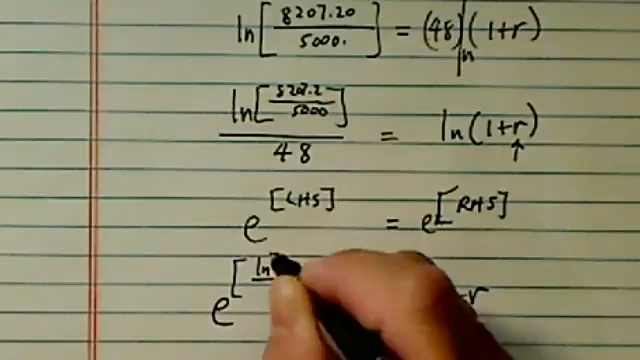 ln[8207.20/5000.] = (48) ln (1+r)
ln[8207.2/5000]/48 = ln(1+r)
e^[LHS] = e^[RHS]
e^[ln r